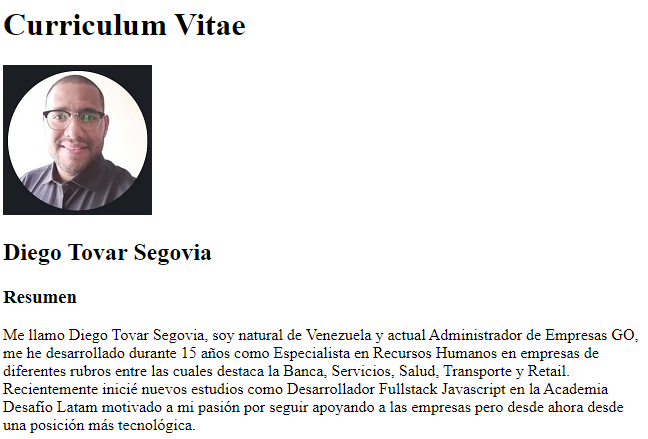 Curriculum Vitae
Diego Tovar Segovia
Resumen
Me llamo Diego Tovar Segovia, soy natural de Venezuela y actual Administrador de Empresas GO,
me he desarrollado durante 15 años como Especialista en Recursos Humanos en empresas de
diferentes rubros entre las cuales destaca la Banca, Servicios, Salud, Transporte y Retail.
Recientemente inicié nuevos estudios como Desarrollador Fullstack Javascript en la Academia
Desafío Latam motivado a mi pasión por seguir apoyando a las empresas pero desde ahora desde
una posición más tecnológica.